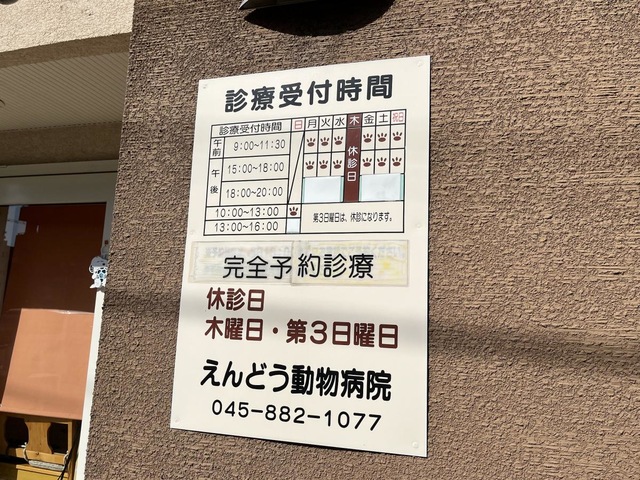 診療受付時間
診療受付時間 日 月 火 水 木 金 土 祝
午前 9:00~11:30
午後 15:00~18:00
18:00~20:00
休診日
10:00~13:00
13:00~16:00
第3日曜日は、休診になります。
完全予約診療
休診日
木曜日・第3日曜日
えんどう動物病院
045-882-1077